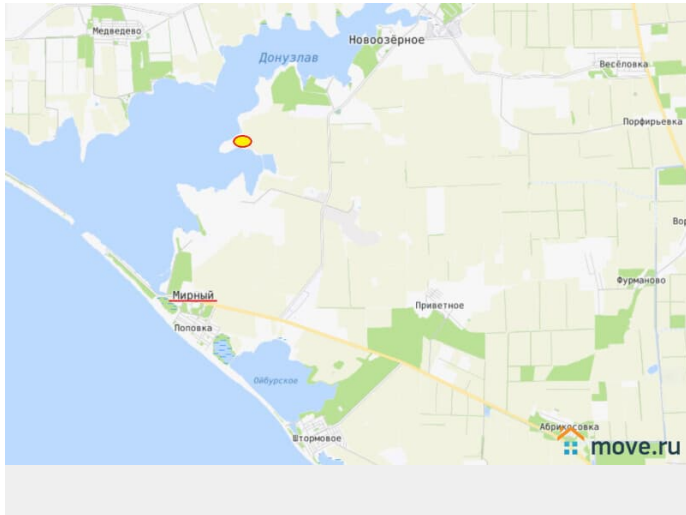 Медведево
Новоозёрное
Донузлав
Весёловка
Порфирьевка
Вор
Фурманово
Мирный
Приветное
Поповка
Ойбурское
Абрикосовка
Штормовое
move.ru